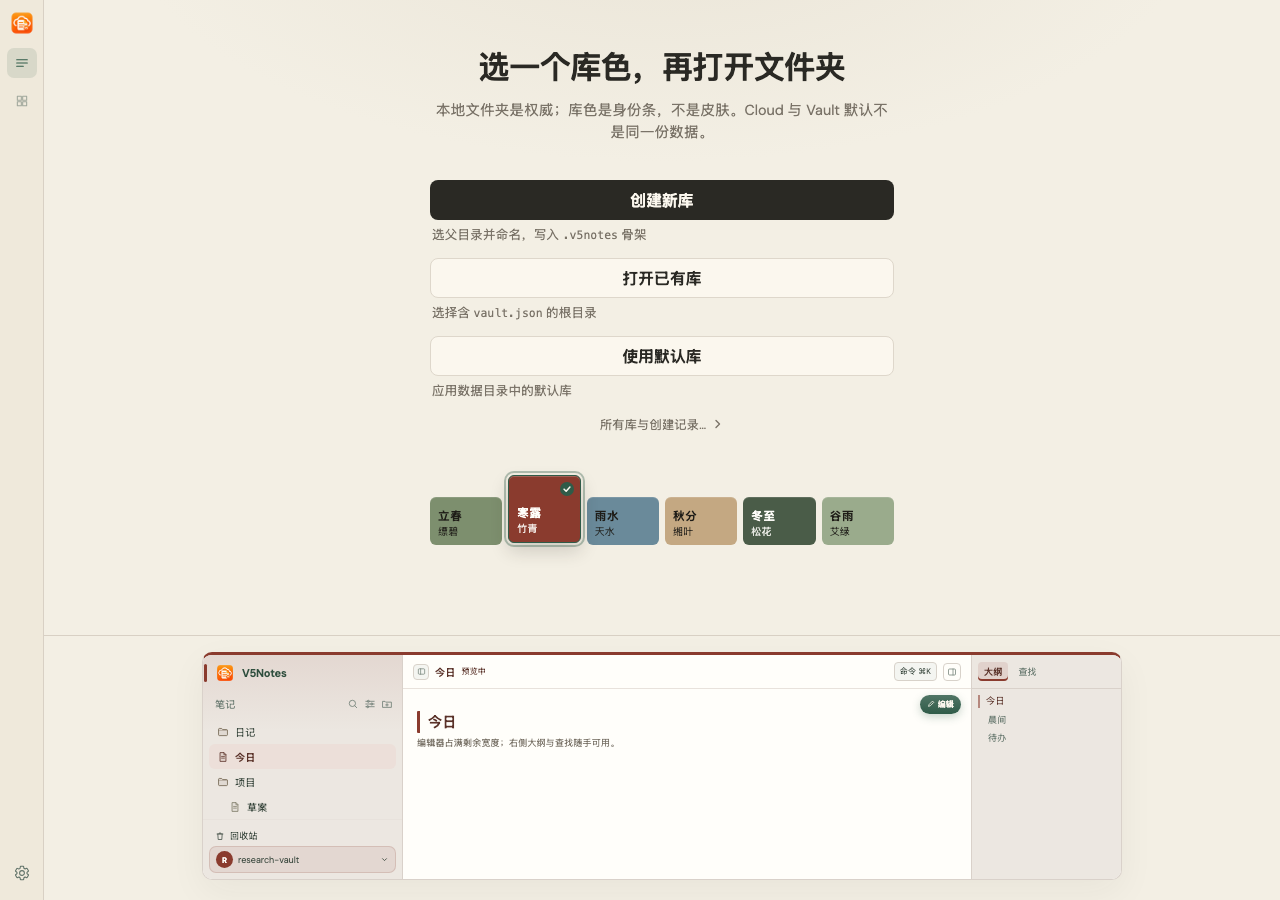 选一个库色，再打开文件夹
本地文件夹是权威；库色是身份条，不是皮肤。Cloud 与 Vault 默认不
是同一份数据。
创建新库
选父目录并命名，写入 .v5notes 骨架
打开已有库
选择含 vault.json 的根目录
使用默认库
应用数据目录中的默认库
所有库与创建记录…
立春
缥碧
寒露
竹青
雨水
天水
秋分
缃叶
冬至
松花
谷雨
艾绿
V5Notes
笔记
日记
今日
项目
草案
回收站
R research-vault
今日 预览中
命令 ⌘K
编辑
今日
编辑器占满剩余宽度；右侧大纲与查找随手可用。
大纲 查找
今日
晨间
待办